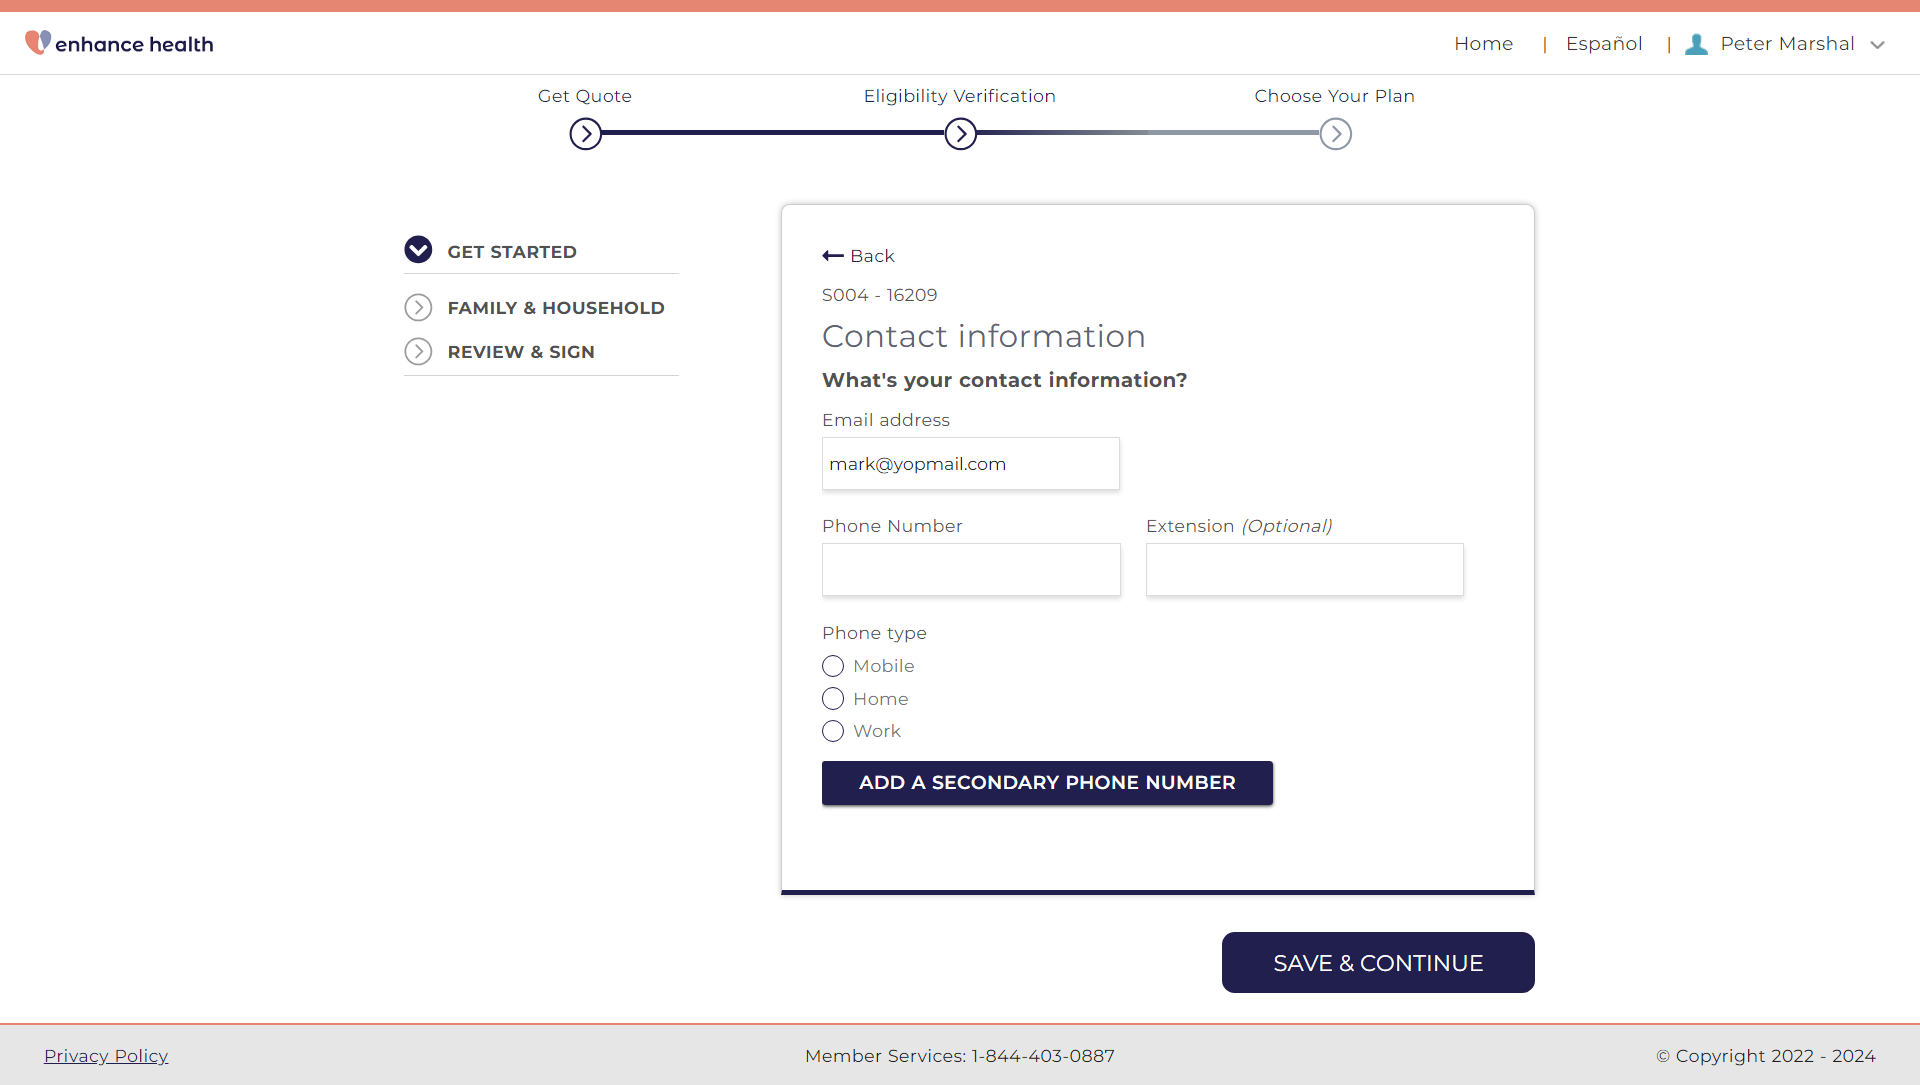 enhance health
Home | Español | Peter Marshal
Get Quote
Eligibility Verification
Choose Your Plan
GET STARTED
FAMILY & HOUSEHOLD
REVIEW & SIGN
Back
S004 - 16209
Contact information
What's your contact information?
Email address
mark@yopmail.com
Phone Number
Extension (Optional)
Phone type
Mobile
Home
Work
ADD A SECONDARY PHONE NUMBER
SAVE & CONTINUE
Privacy Policy
Member Services: 1-844-403-0887
© Copyright 2022 - 2024